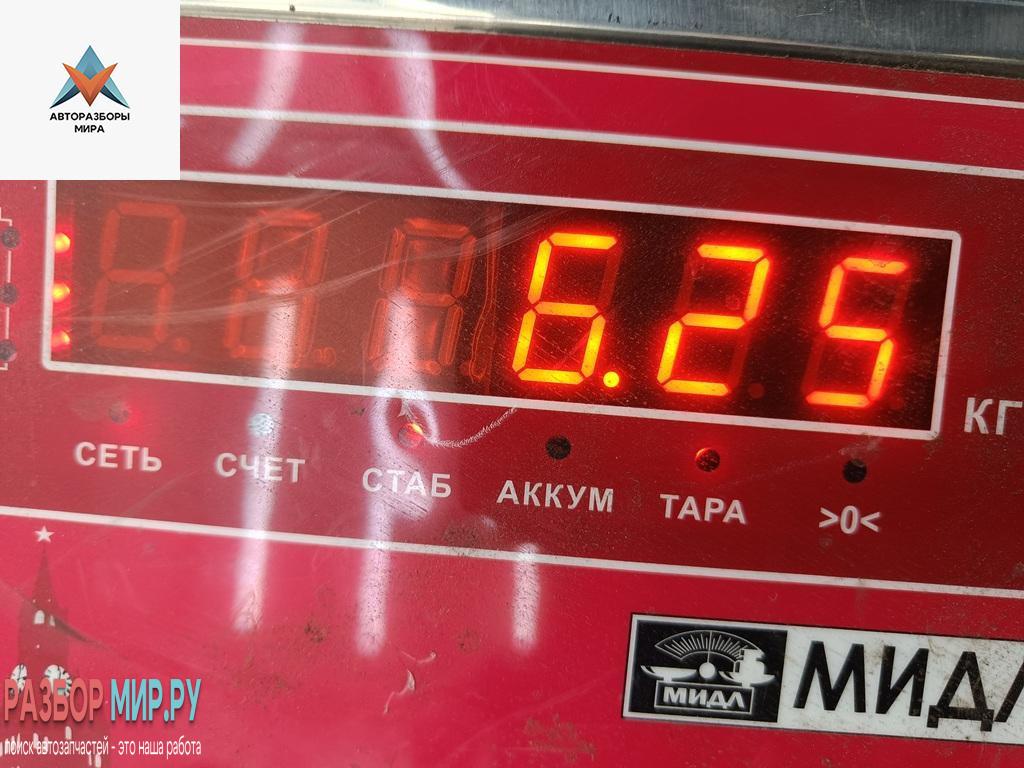 АВТОРАЗБОРЫ
МИРА
6.25
КГ
СЕТЬ СЧЕТ СТАБ АККУМ ТАРА >0<
МИДЛ МИДЛ
РАЗБОР МИР.РУ
поиск автозапчастей - это наша работа